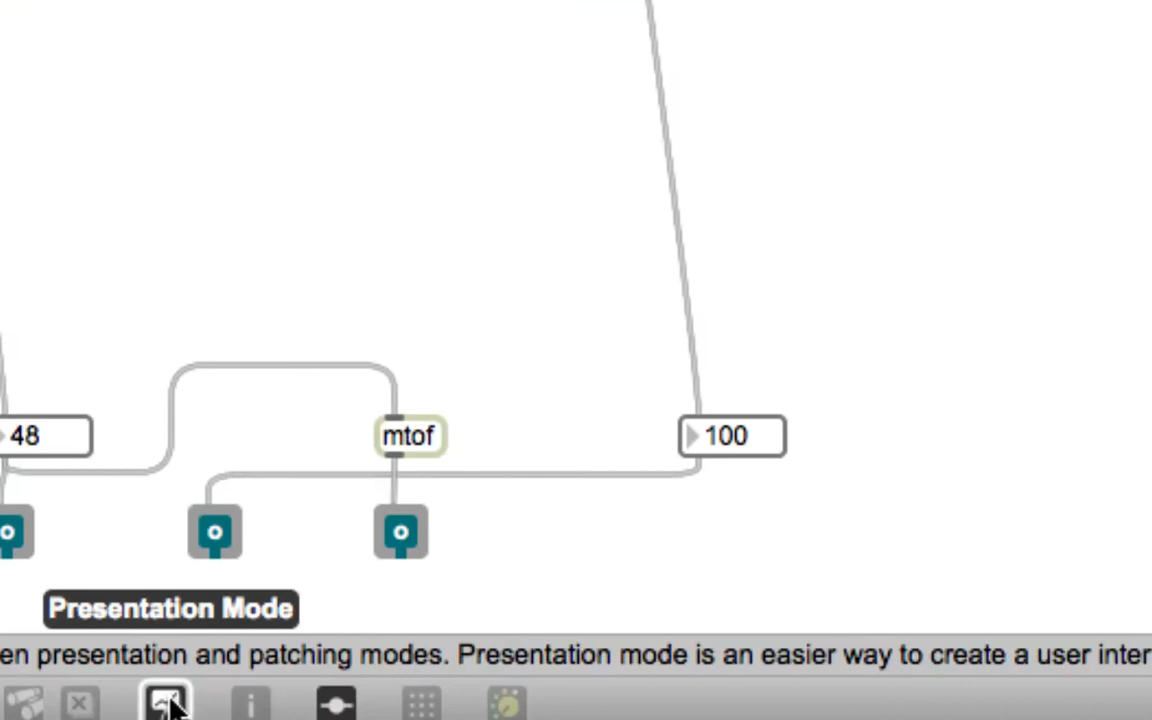 48
mtof
100
Presentation Mode
en presentation and patching modes. Presentation mode is an easier way to create a user inter